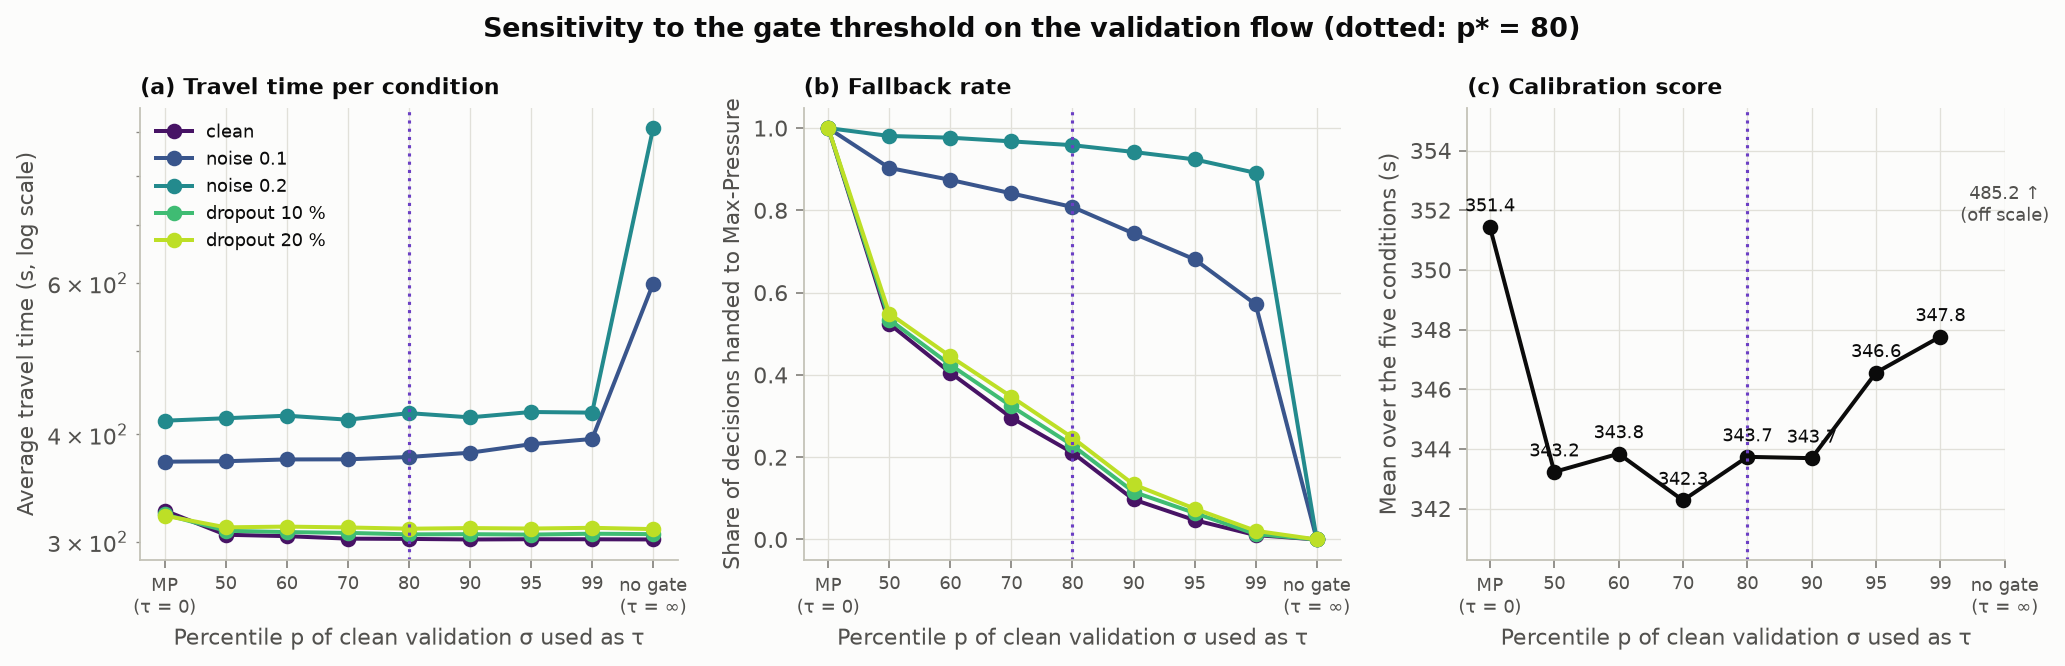 Sensitivity to the gate threshold on the validation flow (dotted: p* = 80)
(a) Travel time per condition
Average travel time (s, log scale)
6 × 10²
4 × 10²
3 × 10²
clean
noise 0.1
noise 0.2
dropout 10 %
dropout 20 %
MP
(τ = 0)
50
60
70
80
90
95
99
no gate
(τ = ∞)
Percentile p of clean validation σ used as τ
(b) Fallback rate
Share of decisions handed to Max-Pressure
1.0
0.8
0.6
0.4
0.2
0.0
MP
(τ = 0)
50
60
70
80
90
95
99
no gate
(τ = ∞)
Percentile p of clean validation σ used as τ
(c) Calibration score
Mean over the five conditions (s)
354
352
350
348
346
344
342
351.4
343.2
343.8
342.3
343.7
343.7
346.6
347.8
485.2 ↑
(off scale)
MP
(τ = 0)
50
60
70
80
90
95
99
no gate
(τ = ∞)
Percentile p of clean validation σ used as τ